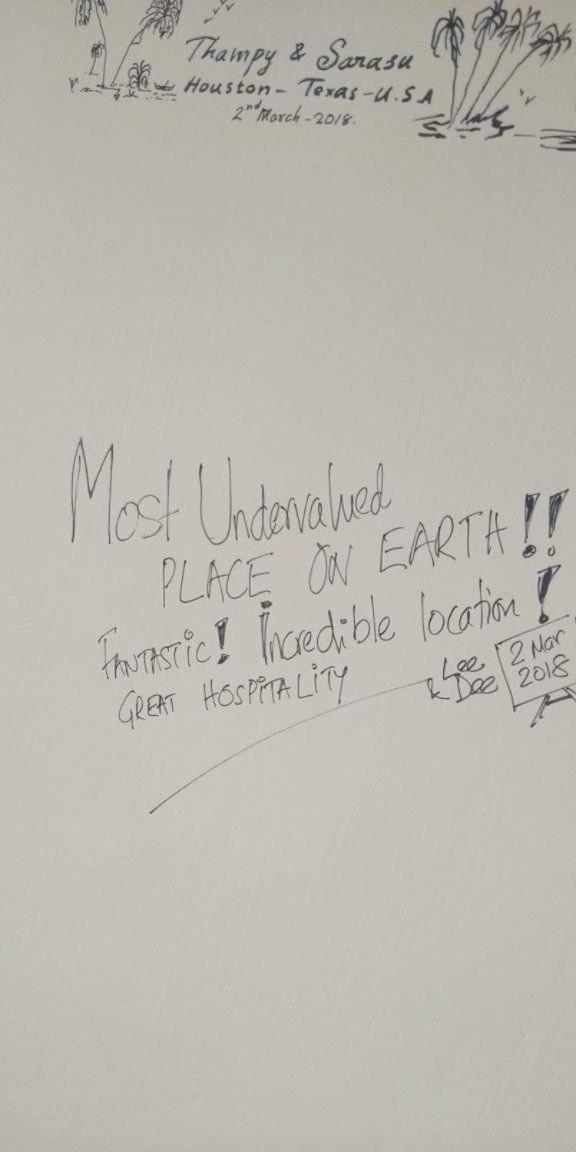 Thampy & Sarasu
Houston - Texas - U.S.A
2nd March - 2018.
Most Undervalued
PLACE ON EARTH!!
FANTASTIC! Incredible location!
GREAT HOSPITALITY
Lee
& Dee
2 Mar
2018